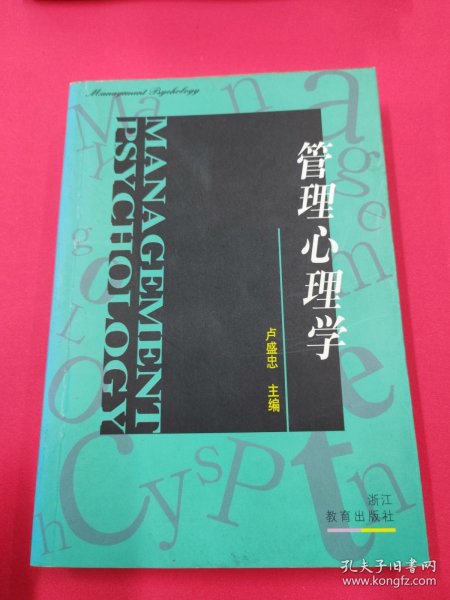 Management Psychology
MANAGEMENT
PSYCHOLOGY
管理心理学
卢盛忠 主编
浙江
教育出版社
孔夫子旧书网
www.kongfz.com